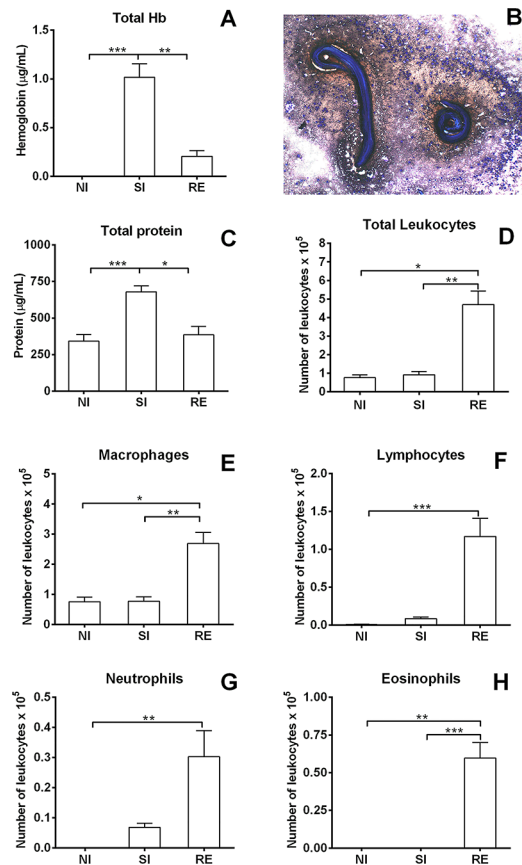 Total Hb
A
Hemoglobin (µg/mL)
1.5
1.0
0.5
0.0
*** **
NI SI RE
B
Total protein
C
Protein (µg/mL)
1000
750
500
250
0
*** *
NI SI RE
Total Leukocytes
D
Number of leukocytes x 10⁵
8
6
5
4
3
2
1
0
*
**
NI SI RE
Macrophages
E
Number of leukocytes x 10⁵
5
4
3
2
1
0
*
**
NI SI RE
Lymphocytes
F
Number of leukocytes x 10⁵
2.0
1.5
1.0
0.5
0.0
***
NI SI RE
Neutrophils
G
Number of leukocytes x 10⁵
0.5
0.4
0.3
0.2
0.1
0.0
**
NI SI RE
Eosinophils
H
Number of leukocytes x 10⁵
1.00
0.75
0.50
0.25
0.00
**
***
NI SI RE